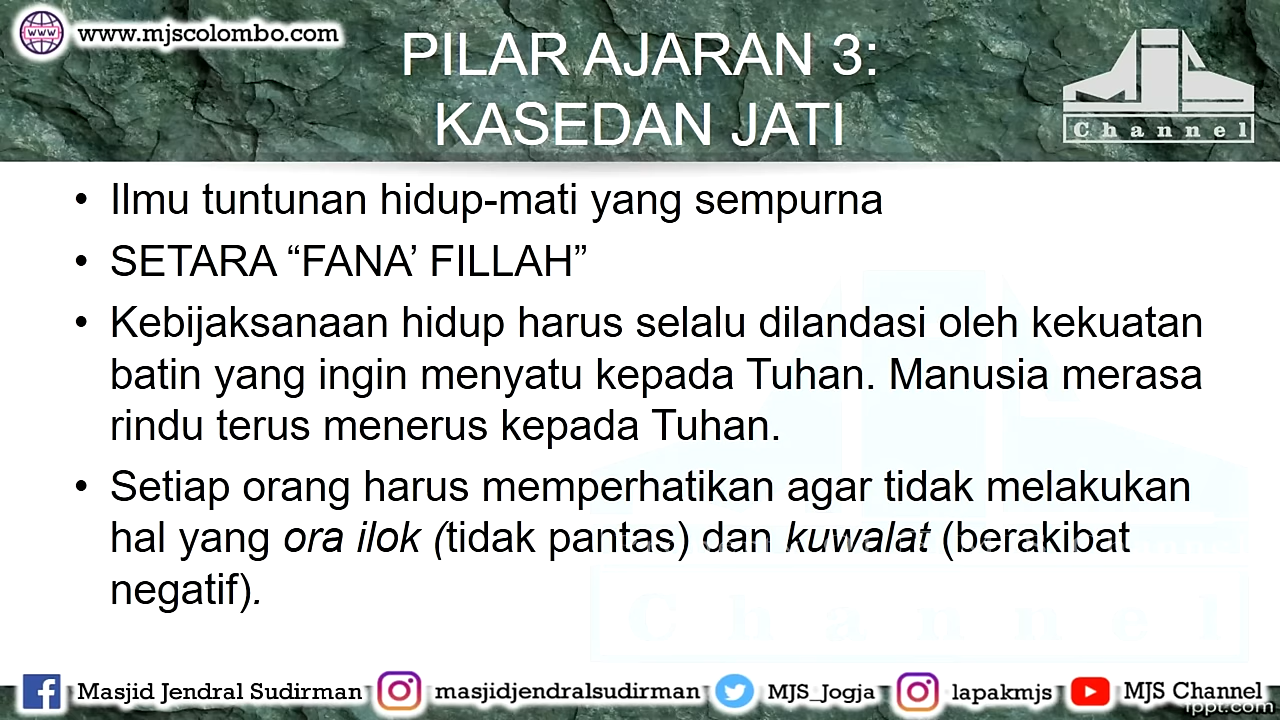 www.mjscolombo.com
PILAR AJARAN 3:
KASEDAN JATI
MJS
Channel
• Ilmu tuntunan hidup-mati yang sempurna
• SETARA “FANA’ FILLAH”
• Kebijaksanaan hidup harus selalu dilandasi oleh kekuatan
batin yang ingin menyatu kepada Tuhan. Manusia merasa
rindu terus menerus kepada Tuhan.
• Setiap orang harus memperhatikan agar tidak melakukan
hal yang ora ilok (tidak pantas) dan kuwalat (berakibat
negatif).
Channel
Masjid Jendral Sudirman masjidjendralsudirman MJS_Jogja lapakmjs MJS Channel
fppt.com